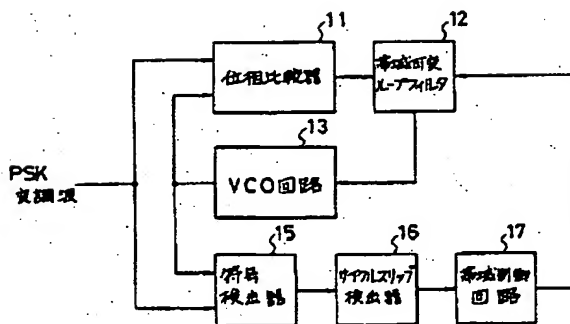 11
位相比較器
12
帯域可変
ループフィルタ
13
VCO回路
PSK
変調波
15
符号
検出器
16
サイクルスリップ
検出器
17
帯域制御
回路